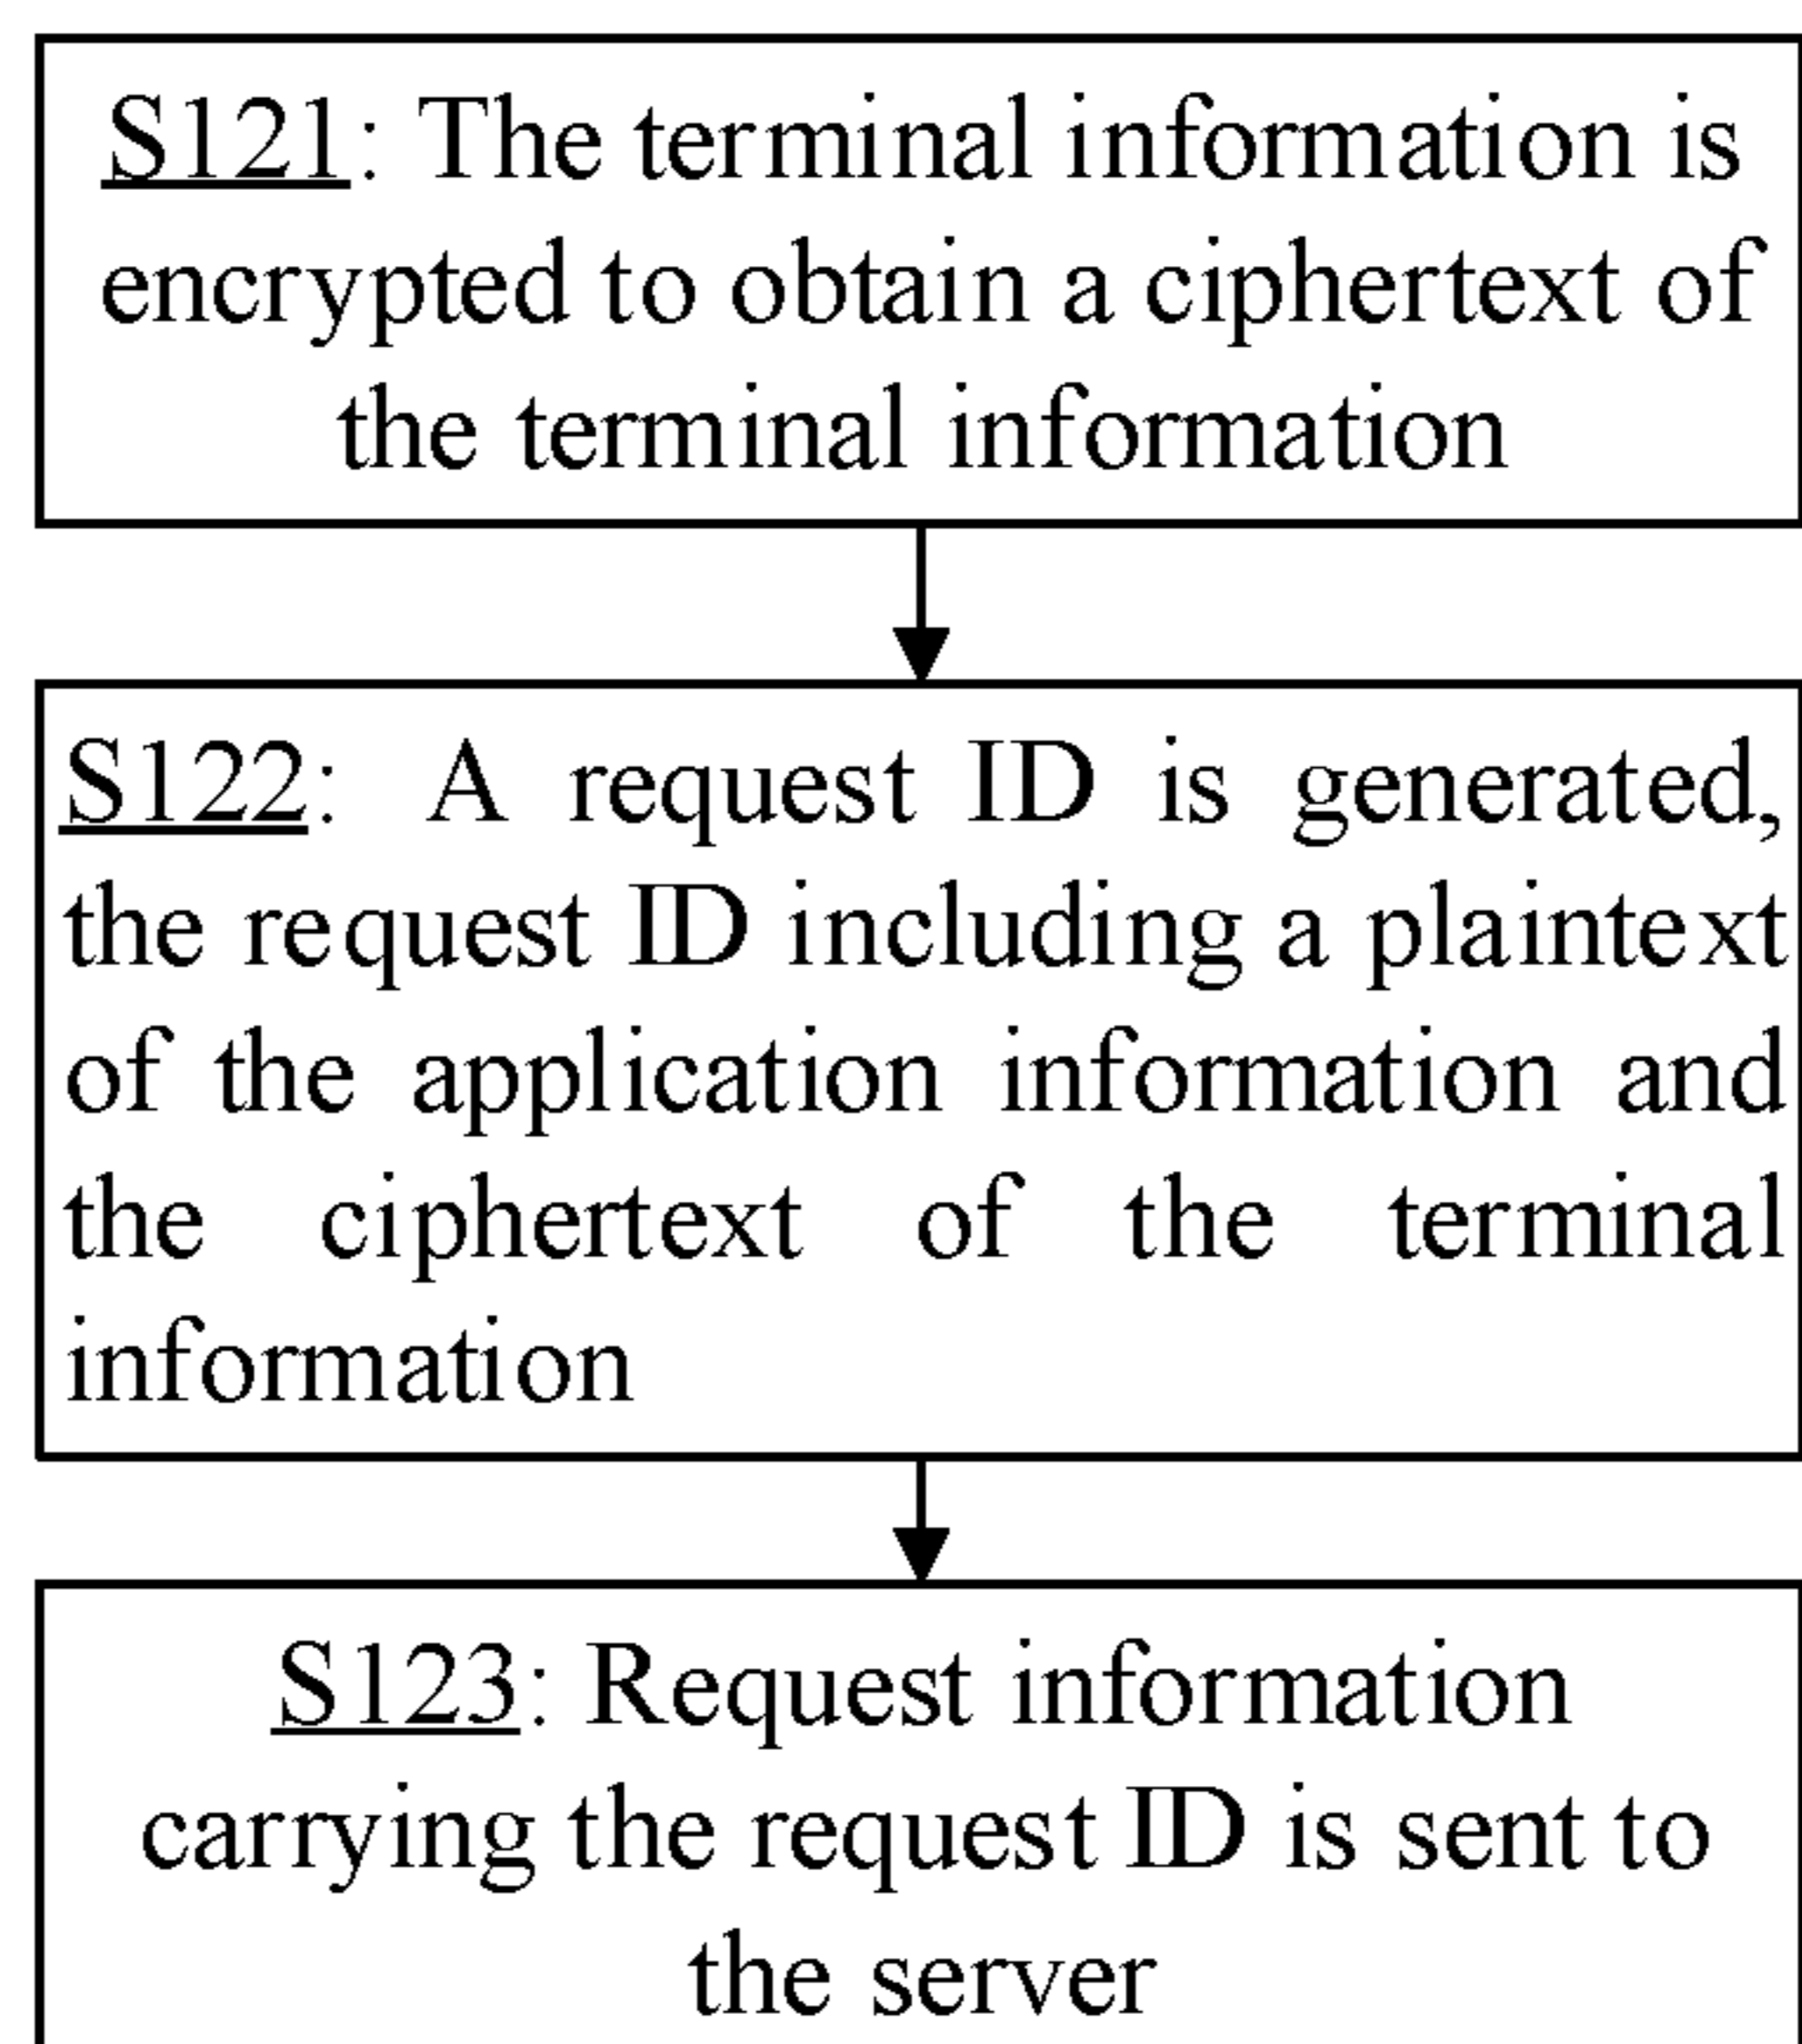 S121: The terminal information is
encrypted to obtain a ciphertext of
the terminal information
S122: A request ID is generated,
the request ID including a plaintext
of the application information and
the ciphertext of the terminal
information
S123: Request information
carrying the request ID is sent to
the server